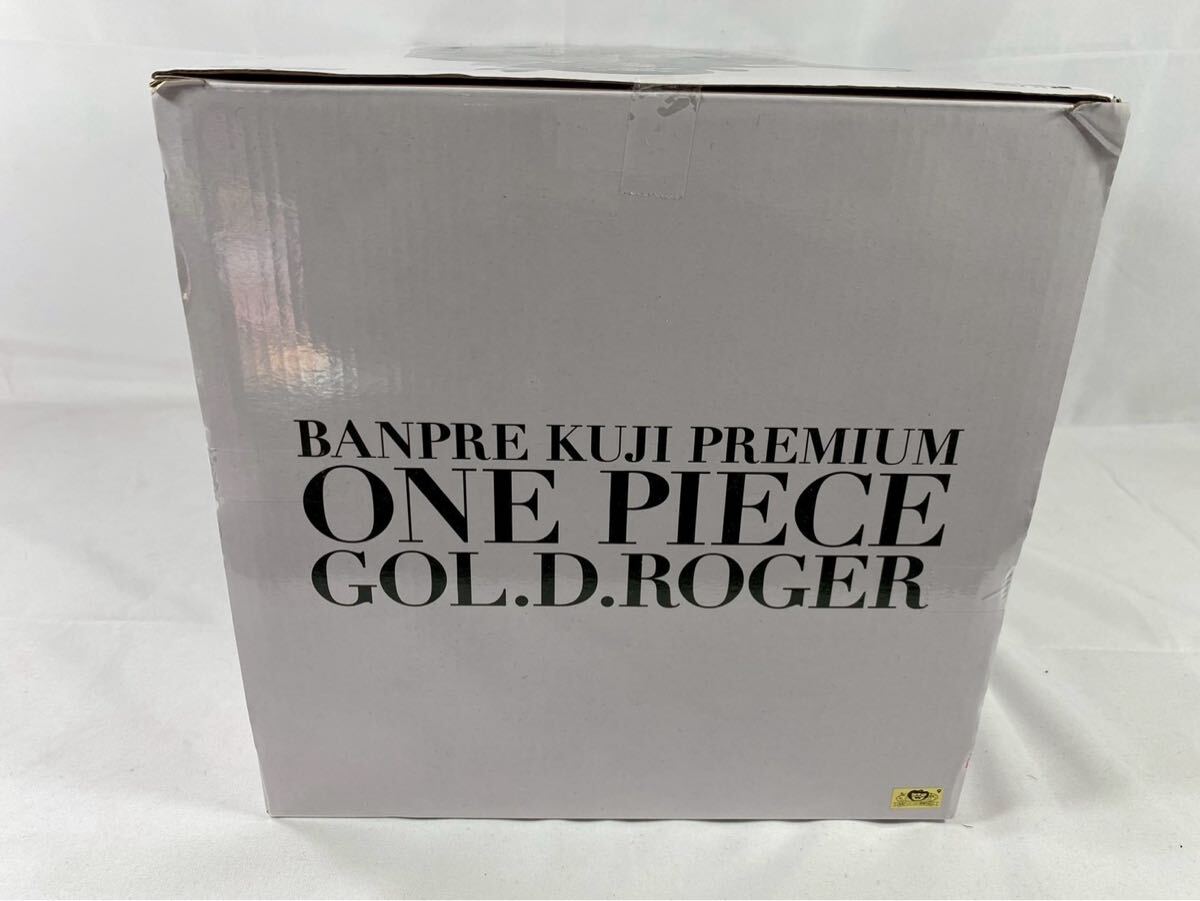 BANPRE KUJI PREMIUM
ONE PIECE
GOL.D.ROGER